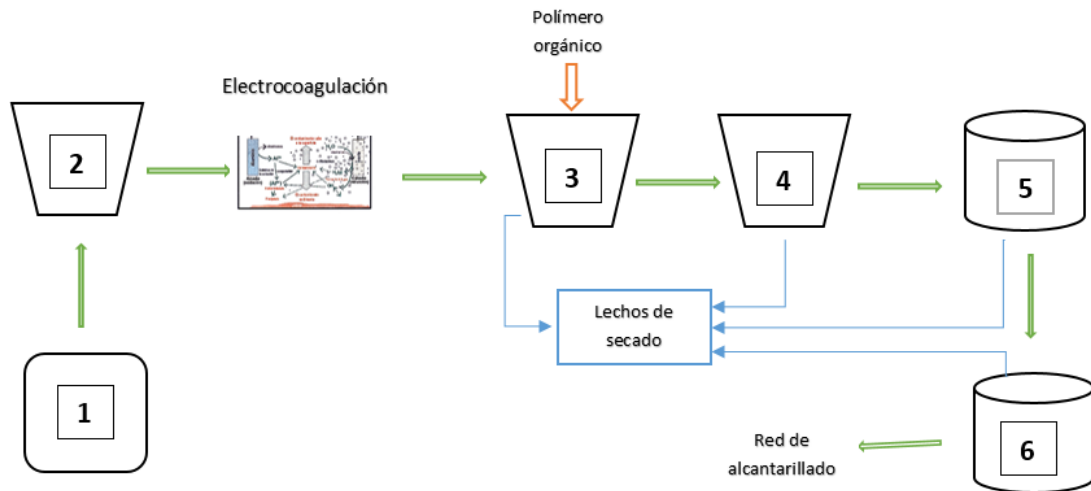 Polímero
orgánico
Electrocoagulación
2
3
4
5
Lechos de
secado
1
Red de
alcantarillado
6